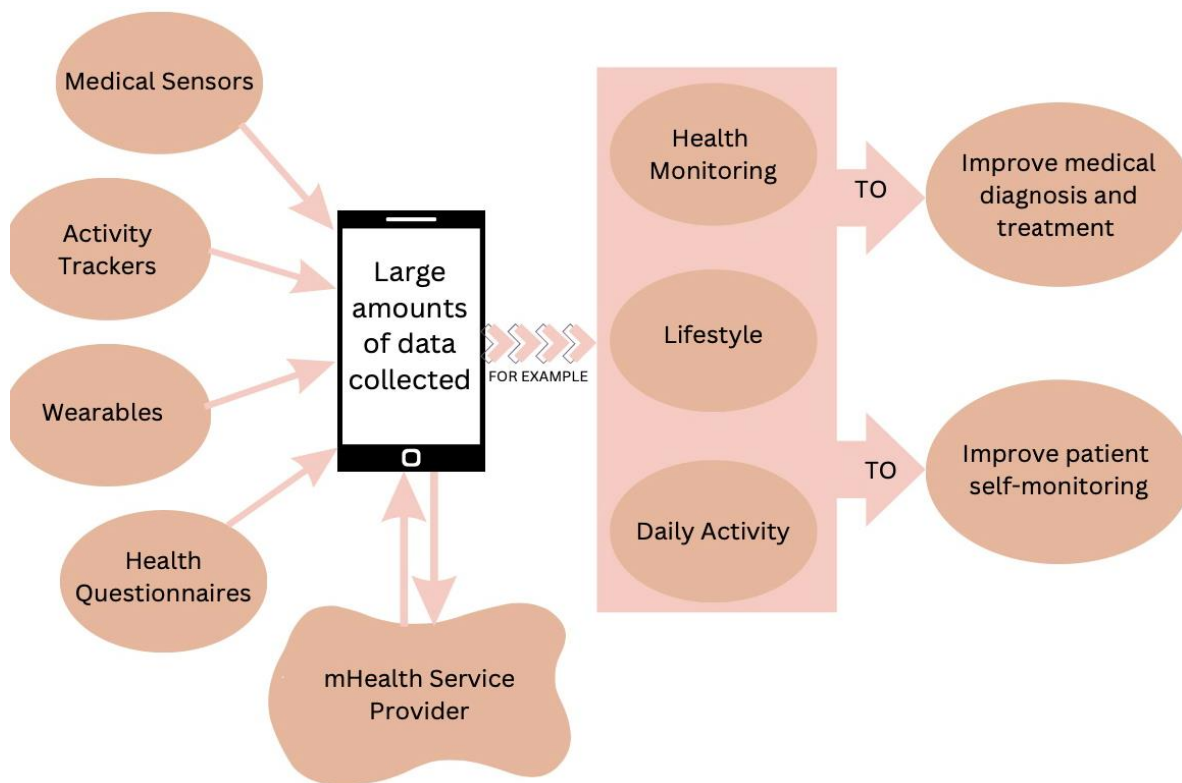 Medical Sensors
Activity
Trackers
Wearables
Health
Questionnaires
Large
amounts
of data
collected
FOR EXAMPLE
mHealth Service
Provider
Health
Monitoring
Lifestyle
Daily Activity
TO
Improve medical
diagnosis and
treatment
TO
Improve patient
self-monitoring